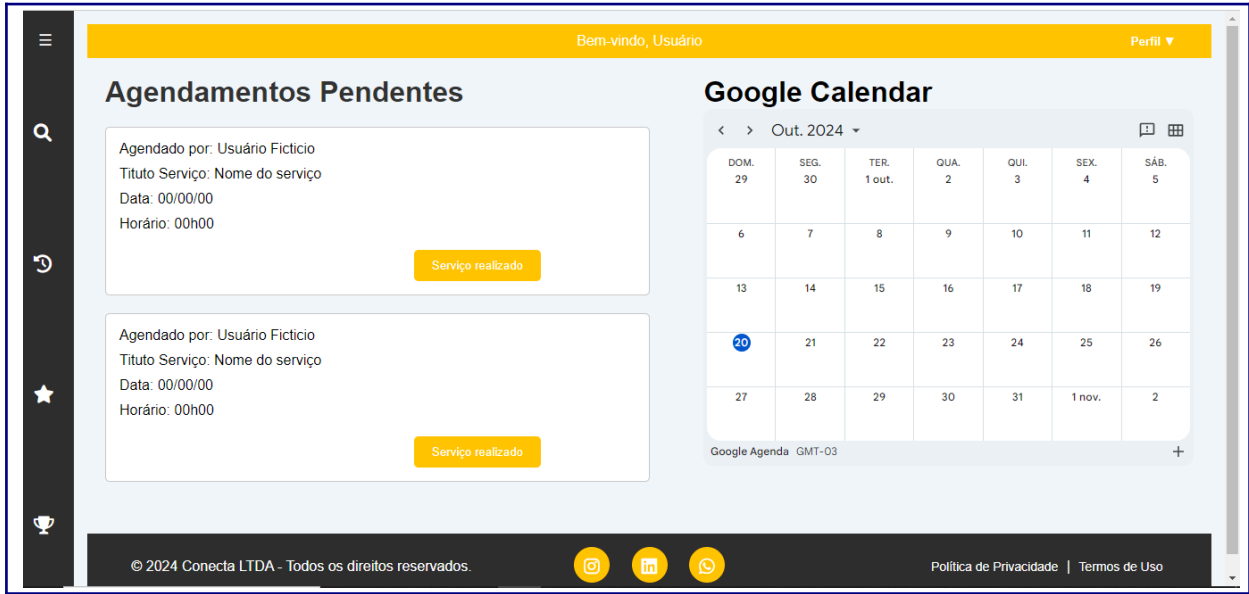 Bem-vindo, Usuário
Perfil ▼
Agendamentos Pendentes
Agendado por: Usuário Ficticio
Tituto Serviço: Nome do serviço
Data: 00/00/00
Horário: 00h00
Serviço realizado
Agendado por: Usuário Ficticio
Tituto Serviço: Nome do serviço
Data: 00/00/00
Horário: 00h00
Serviço realizado
Google Calendar
Out. 2024
DOM. SEG. TER. QUA. QUI. SEX. SÁB.
29 30 1 out. 2 3 4 5
6 7 8 9 10 11 12
13 14 15 16 17 18 19
20 21 22 23 24 25 26
27 28 29 30 31 1 nov. 2
Google Agenda GMT-03
© 2024 Conecta LTDA - Todos os direitos reservados.
in
Política de Privacidade | Termos de Uso